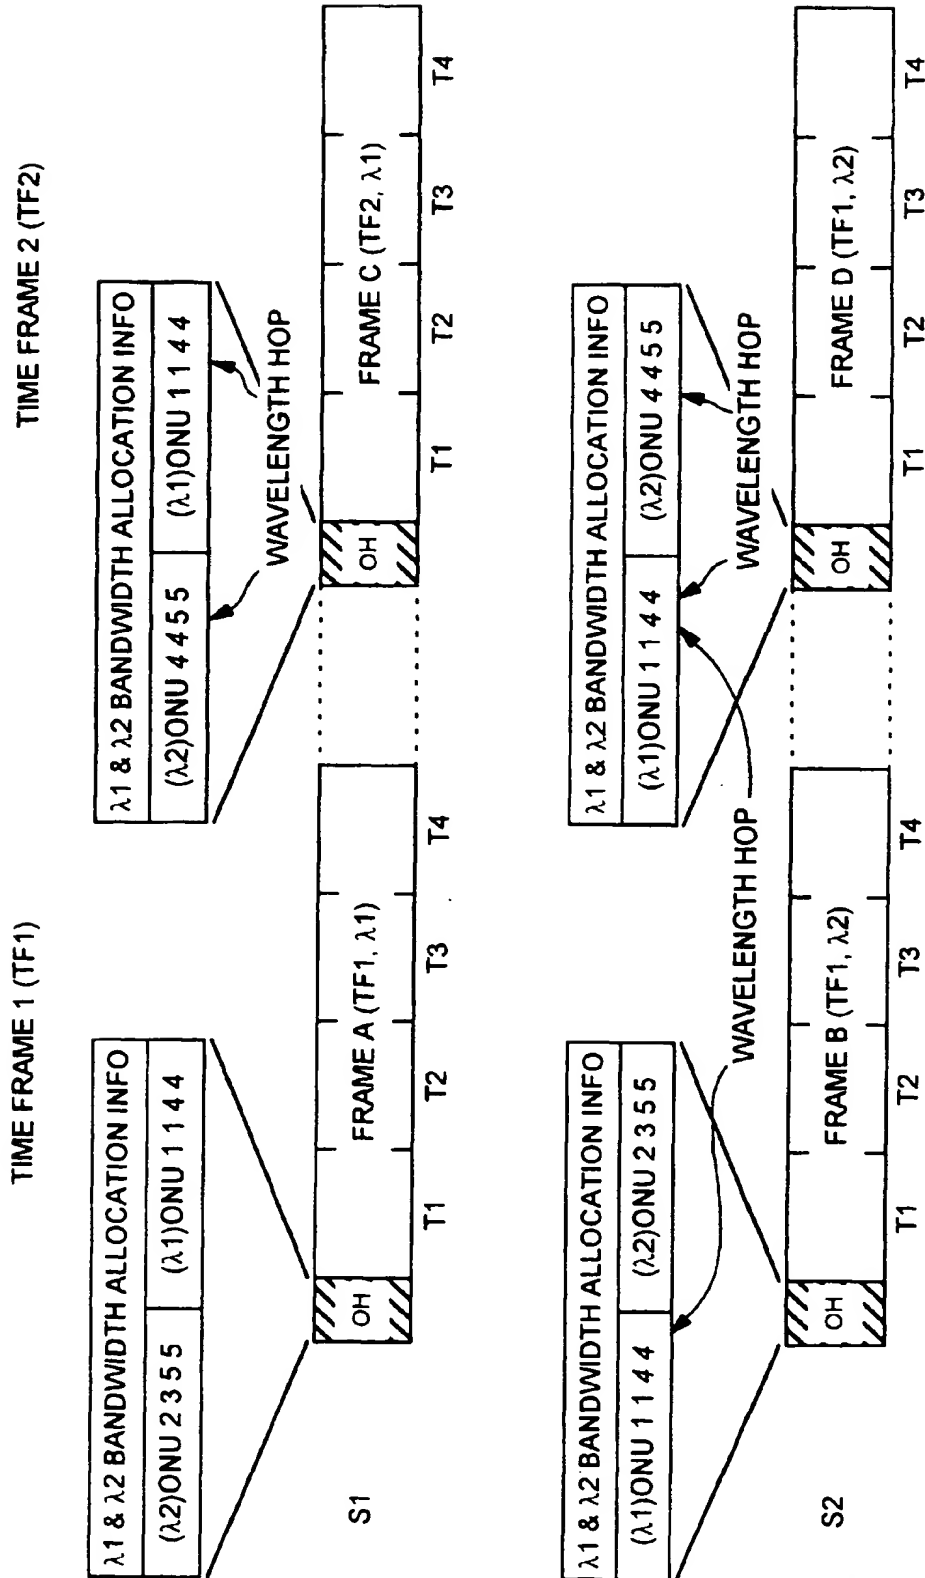 TIME FRAME 1 (TF1)
TIME FRAME 2 (TF2)
λ1 & λ2 BANDWIDTH ALLOCATION INFO
(λ2)ONU 2 3 5 5
(λ1)ONU 1 1 4 4
λ1 & λ2 BANDWIDTH ALLOCATION INFO
(λ2)ONU 4 4 5 5
(λ1)ONU 1 1 4 4
WAVELENGTH HOP
S1
OH
FRAME A (TF1, λ1)
T1
T2
T3
T4
OH
FRAME C (TF2, λ1)
T1
T2
T3
T4
λ1 & λ2 BANDWIDTH ALLOCATION INFO
(λ1)ONU 1 1 4 4
(λ2)ONU 2 3 5 5
λ1 & λ2 BANDWIDTH ALLOCATION INFO
(λ1)ONU 1 1 4 4
(λ2)ONU 4 4 5 5
WAVELENGTH HOP
WAVELENGTH HOP
S2
OH
FRAME B (TF1, λ2)
T1
T2
T3
T4
OH
FRAME D (TF1, λ2)
T1
T2
T3
T4